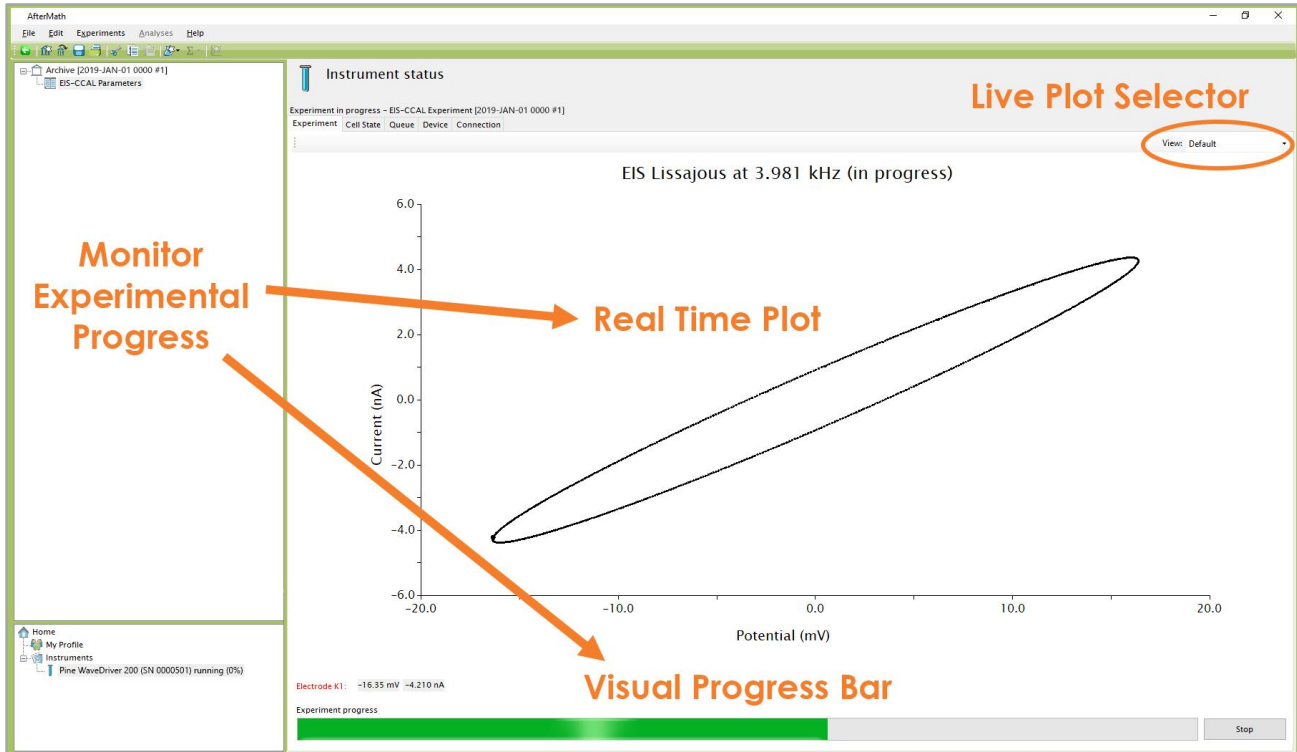 AfterMath
File Edit Experiments Analyses Help
Archive [2019-JAN-01 0000 #1]
EIS-CCAL Parameters
Instrument status
Live Plot Selector
Experiment in progress - EIS-CCAL Experiment [2019-JAN-01 0000 #1]
Experiment Cell State Queue Device Connection
View: Default
EIS Lissajous at 3.981 kHz (in progress)
6.0
4.0
2.0
0.0
-2.0
-4.0
-6.0
Current (nA)
-20.0 -10.0 0.0 10.0 20.0
Potential (mV)
Monitor
Experimental
Progress
Real Time Plot
Visual Progress Bar
Home
My Profile
Instruments
Pine WaveDriver 200 (SN 0000501) running (0%)
Electrode K1: -16.35 mV -4.210 nA
Experiment progress
Stop